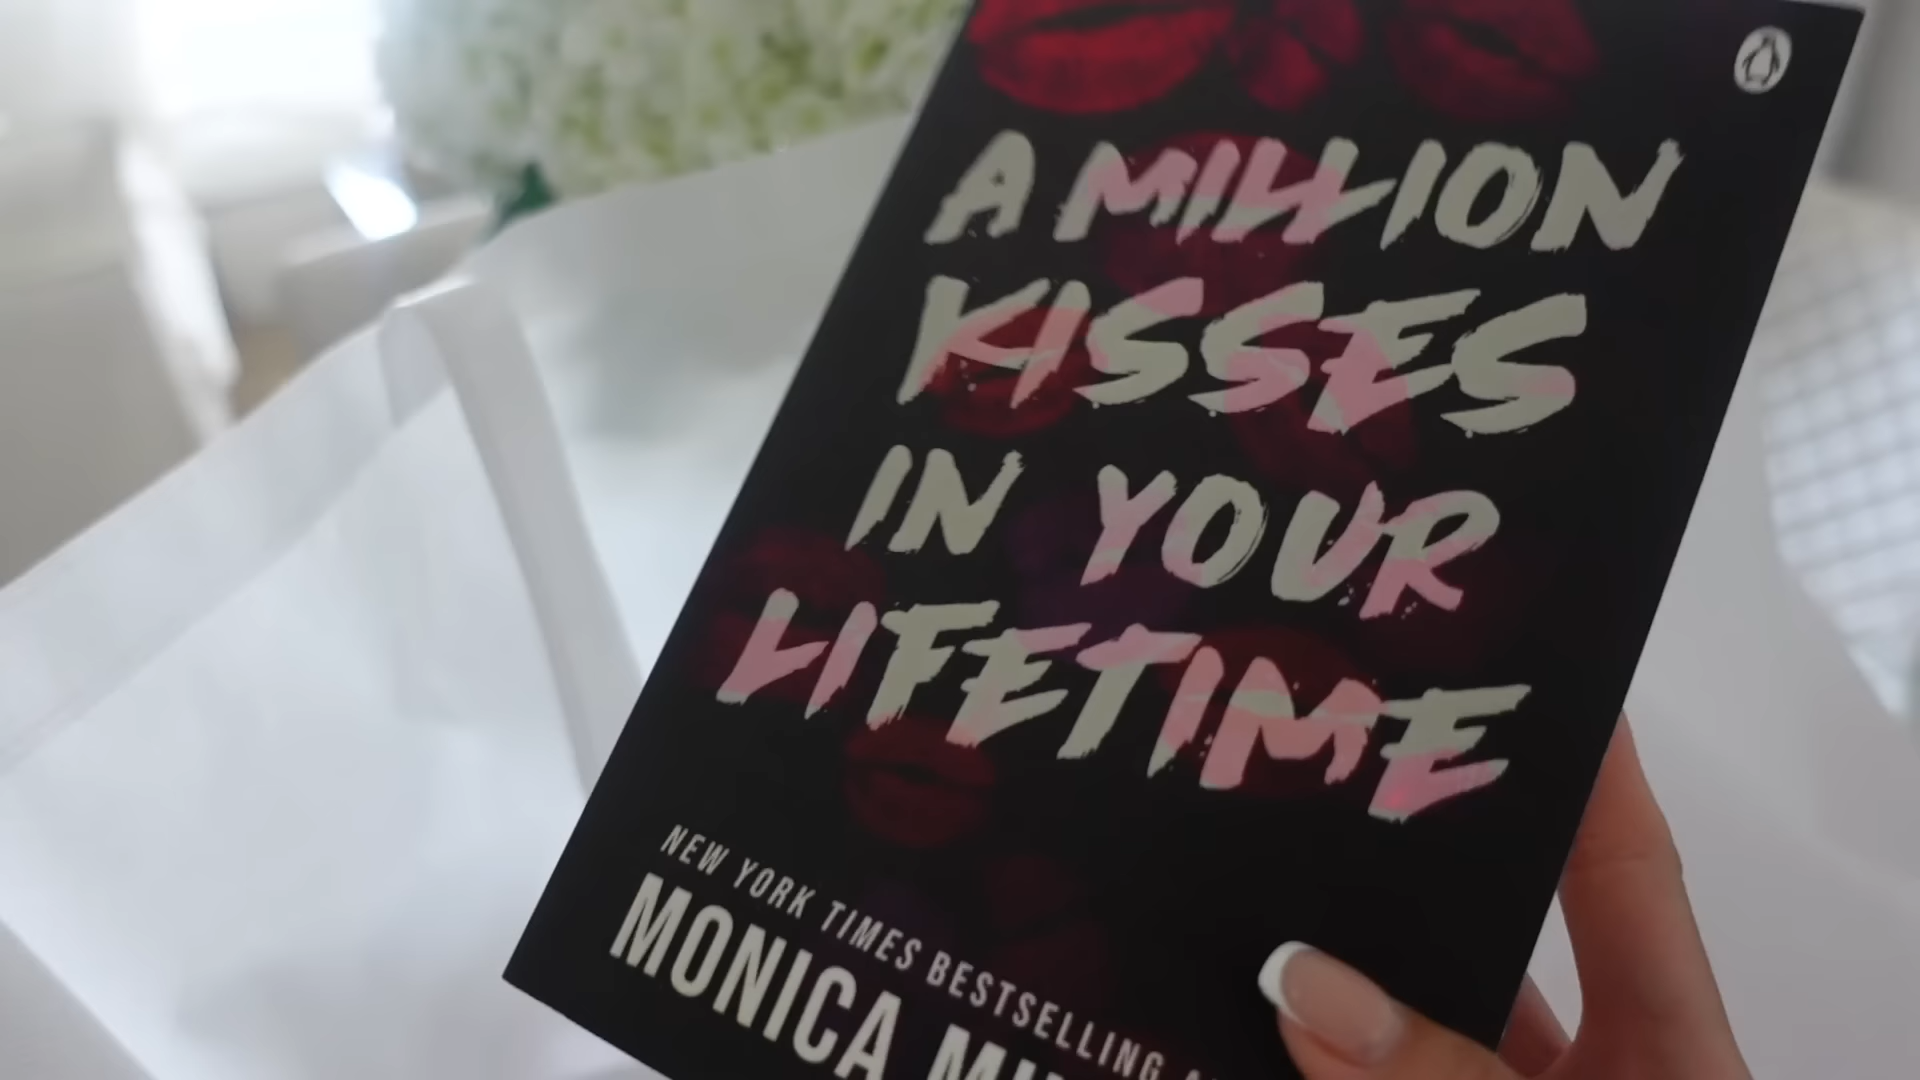 A MILLION
KISSES
IN YOUR
LIFETIME
NEW YORK TIMES BESTSELLING
MONICA